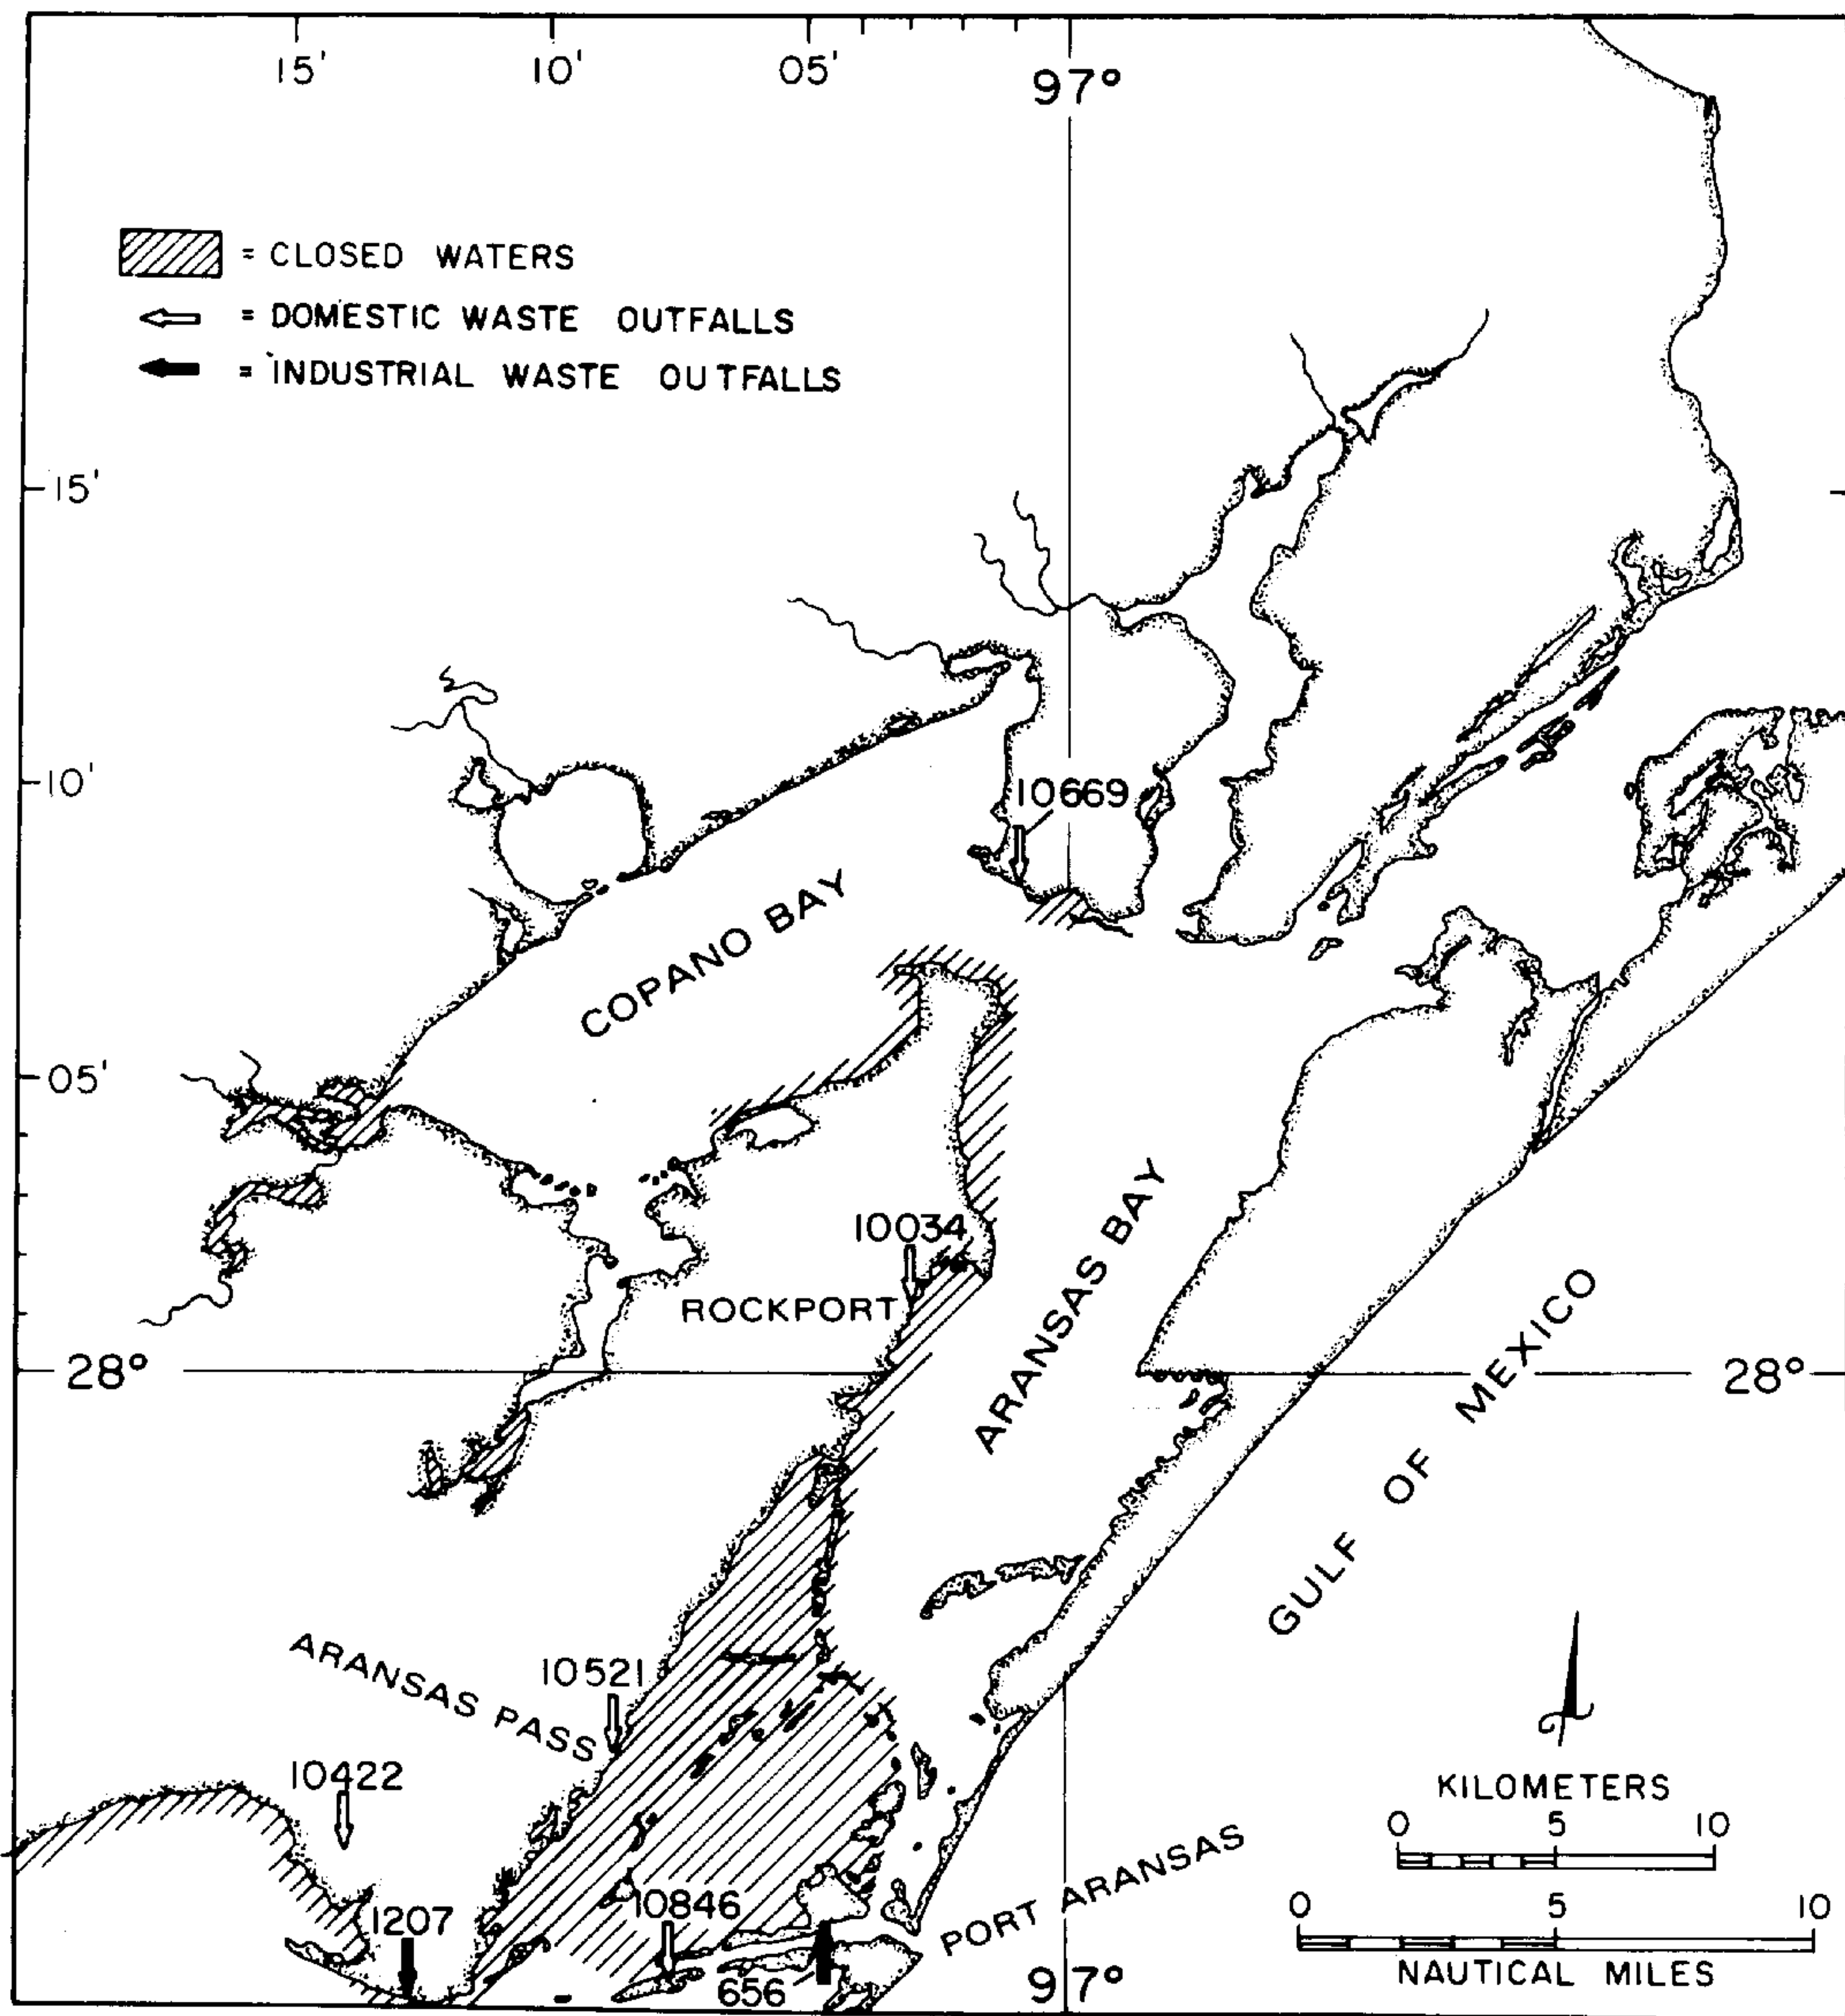 15' 10' 05' 97°
= CLOSED WATERS
= DOMESTIC WASTE OUTFALLS
= INDUSTRIAL WASTE OUTFALLS
15'
10'
10669
COPANO BAY
05'
10034
ARANSAS BAY
ROCKPORT
28° 28°
GULF OF MEXICO
10521
ARANSAS PASS
10422
KILOMETERS
0 5 10
10846
1207
PORT ARANSAS
0 5 10
NAUTICAL MILES
656
97°